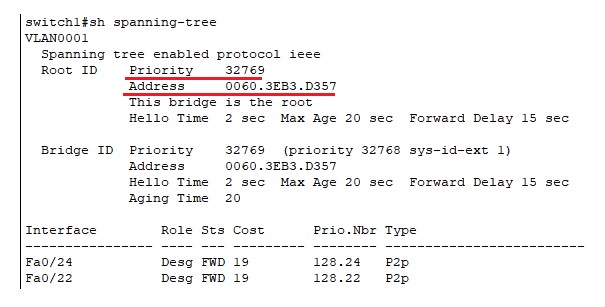 switch1#sh spanning-tree
VLAN0001
  Spanning tree enabled protocol ieee
  Root ID    Priority    32769
             Address     0060.3EB3.D357
             This bridge is the root
             Hello Time  2 sec  Max Age 20 sec  Forward Delay 15 sec
  Bridge ID  Priority    32769  (priority 32768 sys-id-ext 1)
             Address     0060.3EB3.D357
             Hello Time  2 sec  Max Age 20 sec  Forward Delay 15 sec
             Aging Time  20
Interface        Role Sts Cost      Prio.Nbr Type
---------------- ---- --- --------- -------- --------------------------
Fa0/24           Desg FWD 19        128.24   P2p
Fa0/22           Desg FWD 19        128.22   P2p